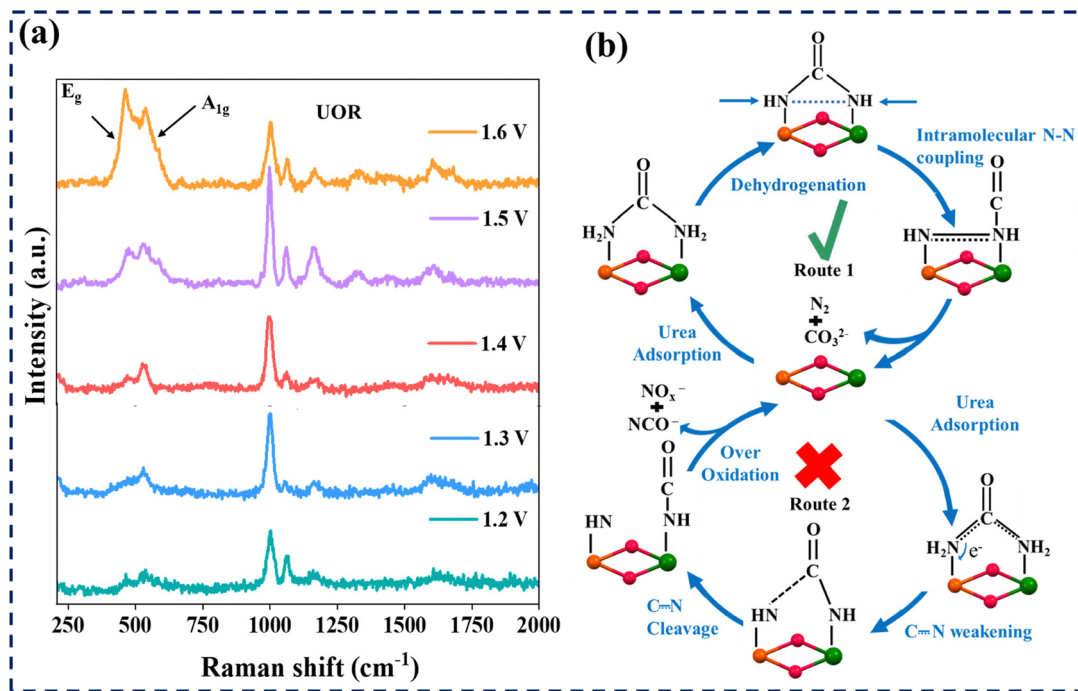 (a)
E_g
A_1g
UOR
1.6 V
1.5 V
1.4 V
1.3 V
1.2 V
Intensity (a.u.)
250 500 750 1000 1250 1500 1750 2000
Raman shift (cm⁻¹)
(b)
O
C
HN NH
Intramolecular N-N
coupling
Dehydrogenation
O
C
H₂N NH₂
O
C
HN NH
Route 1
N₂
+
CO₃²⁻
Urea
Adsorption
NOₓ⁻
+
NCO⁻
Over
Oxidation
Urea
Adsorption
Route 2
O
C
HN NH
O
C
H₂N e⁻ NH₂
O
C
HN NH
C═N
Cleavage
C═N weakening